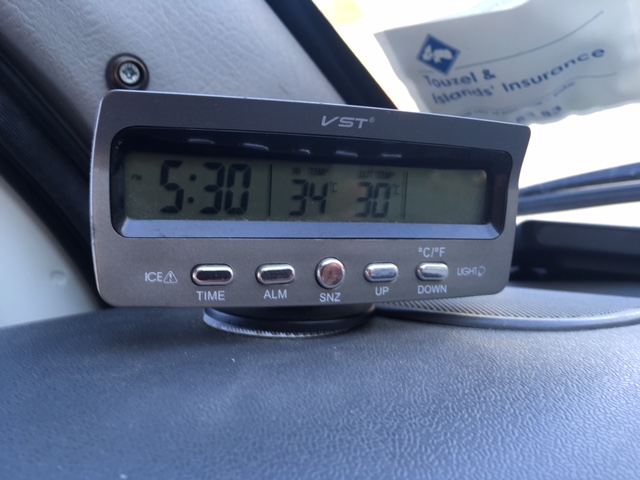 Touzel &
Islands' Insurance
VST®
PM 5:30 IN TEMP 34°C OUT TEMP 30°C
°C/°F
ICE TIME ALM SNZ UP DOWN LIGHT